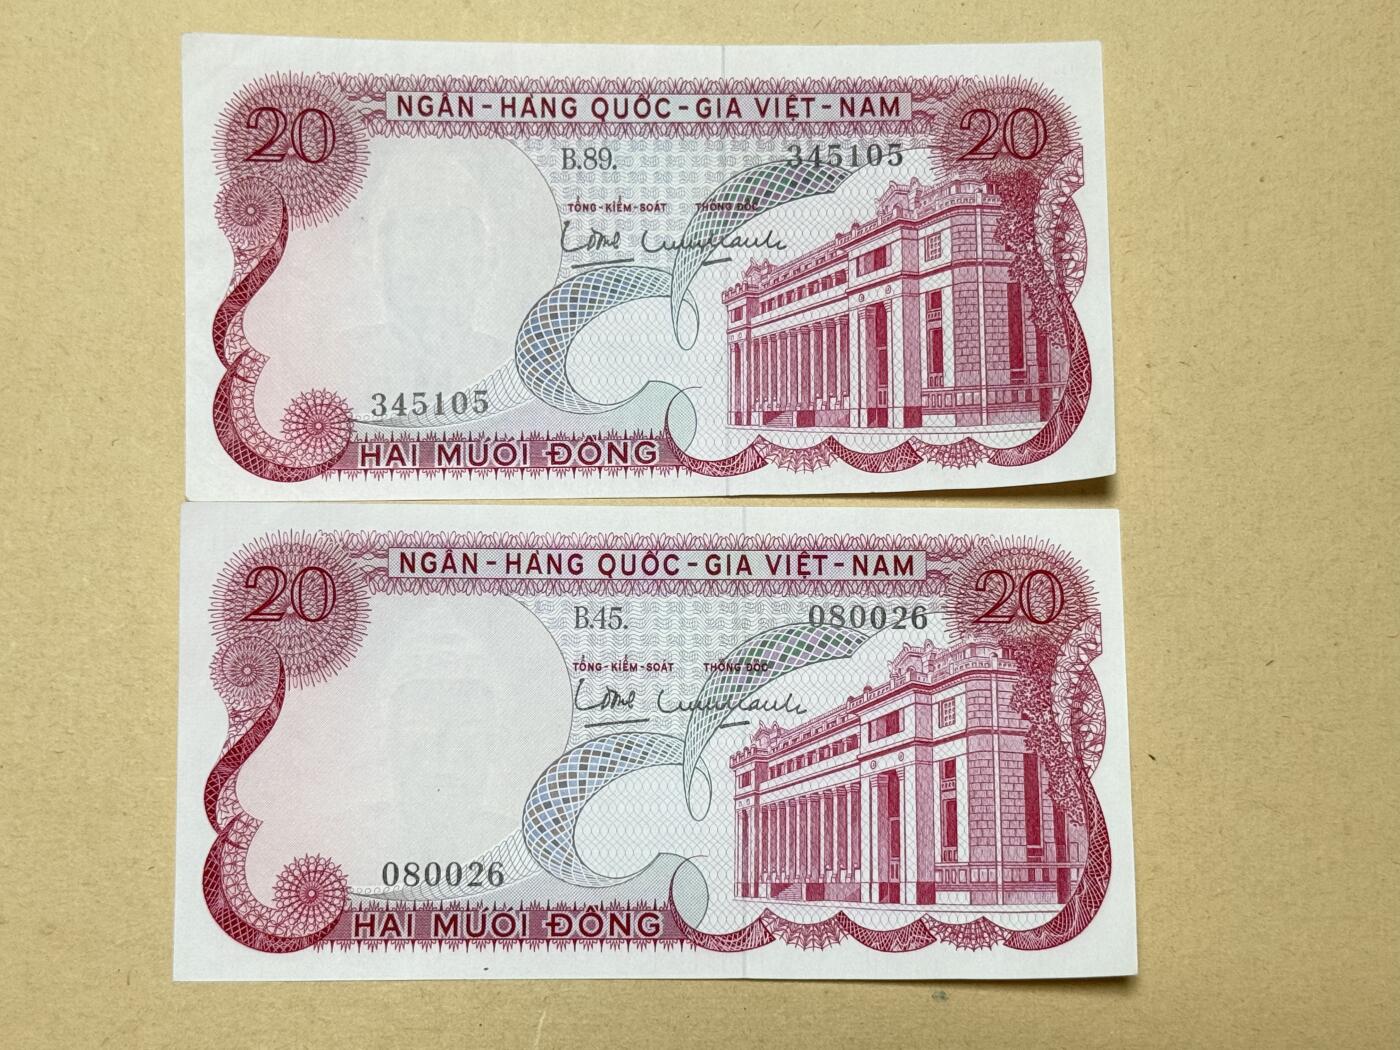 NGÂN-HÀNG QUỐC-GIA VIỆT-NAM
20
20
B.89.
345105
TỔNG-KIỂM-SOÁT
THỐNG ĐỐC
345105
HAI MƯƠI ĐỒNG
NGÂN-HÀNG QUỐC-GIA VIỆT-NAM
20
20
B.45.
080026
TỔNG-KIỂM-SOÁT
THỐNG ĐỐC
080026
HAI MƯƠI ĐỒNG